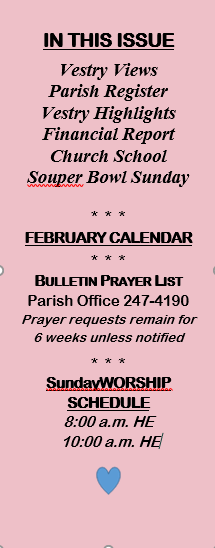 IN THIS ISSUE
Vestry Views
Parish Register
Vestry Highlights
Financial Report
Church School
Souper Bowl Sunday
* * *
FEBRUARY CALENDAR
* * *
BULLETIN PRAYER LIST
Parish Office 247-4190
Prayer requests remain for
6 weeks unless notified
* * *
SundayWORSHIP
SCHEDULE
8:00 a.m. HE
10:00 a.m. HE